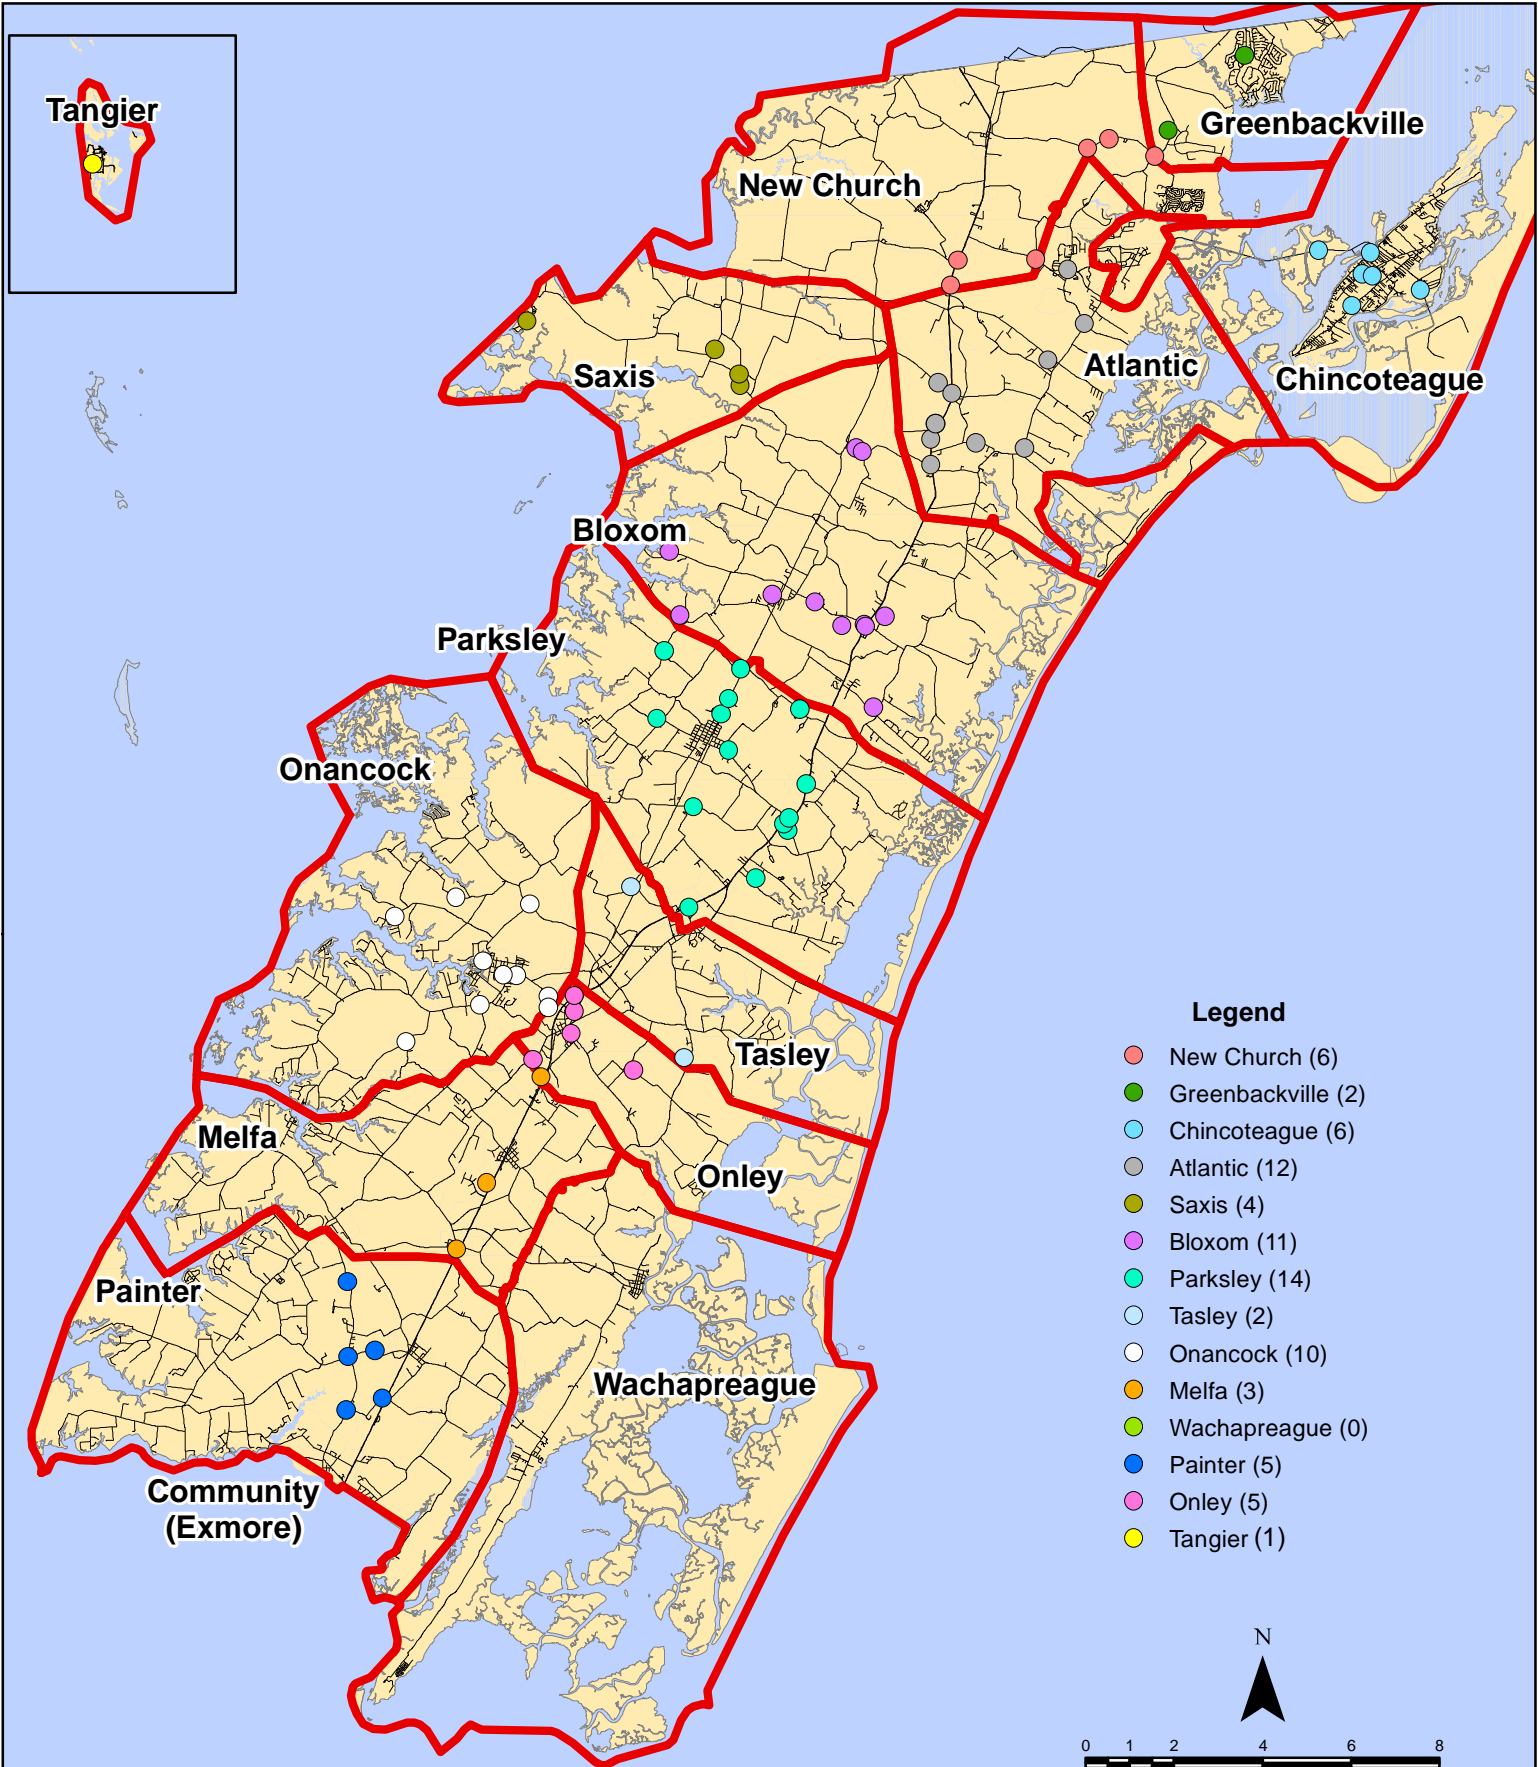 Tangier
Greenbackville
New Church
Saxis
Atlantic
Chincoteague
Bloxom
Parksley
Onancock
Tasley
Melfa
Onley
Painter
Wachapreague
Community
(Exmore)
Legend
New Church (6)
Greenbackville (2)
Chincoteague (6)
Atlantic (12)
Saxis (4)
Bloxom (11)
Parksley (14)
Tasley (2)
Onancock (10)
Melfa (3)
Wachapreague (0)
Painter (5)
Onley (5)
Tangier (1)
N
0 1 2 4 6 8